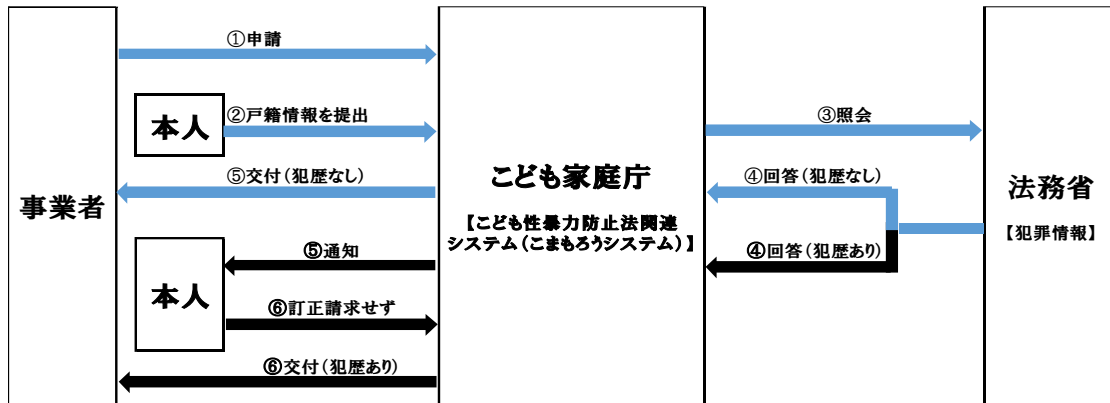 ①申請
本人
②戸籍情報を提出
③照会
⑤交付(犯歴なし)
こども家庭庁
④回答(犯歴なし)
法務省
事業者
【こども性暴力防止法関連
システム(こまもろうシステム)】
【犯罪情報】
⑤通知
④回答(犯歴あり)
本人
⑥訂正請求せず
⑥交付(犯歴あり)